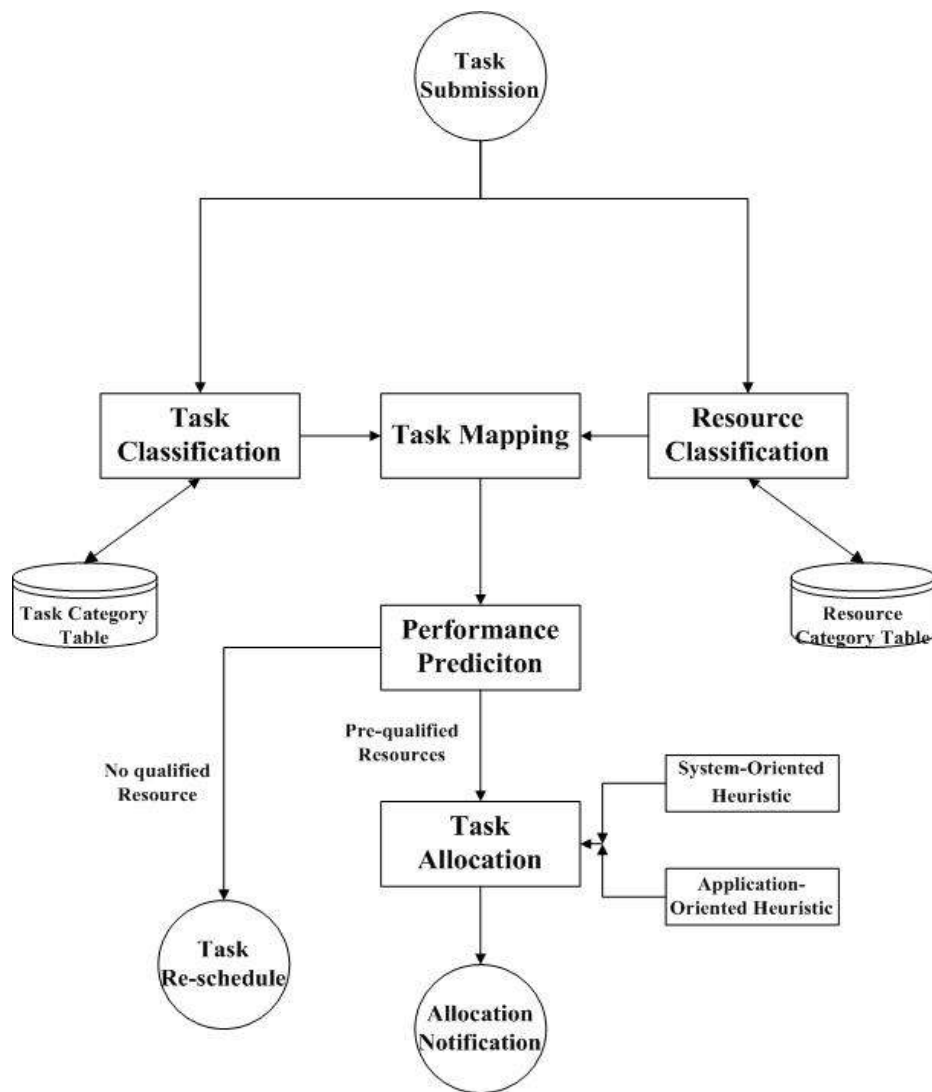 Task
Submission
Task
Classification
Task Mapping
Resource
Classification
Task Category
Table
Resource
Category Table
Performance
Prediciton
Pre-qualified
Resources
No qualified
Resource
System-Oriented
Heuristic
Task
Allocation
Application-
Oriented Heuristic
Task
Re-schedule
Allocation
Notification